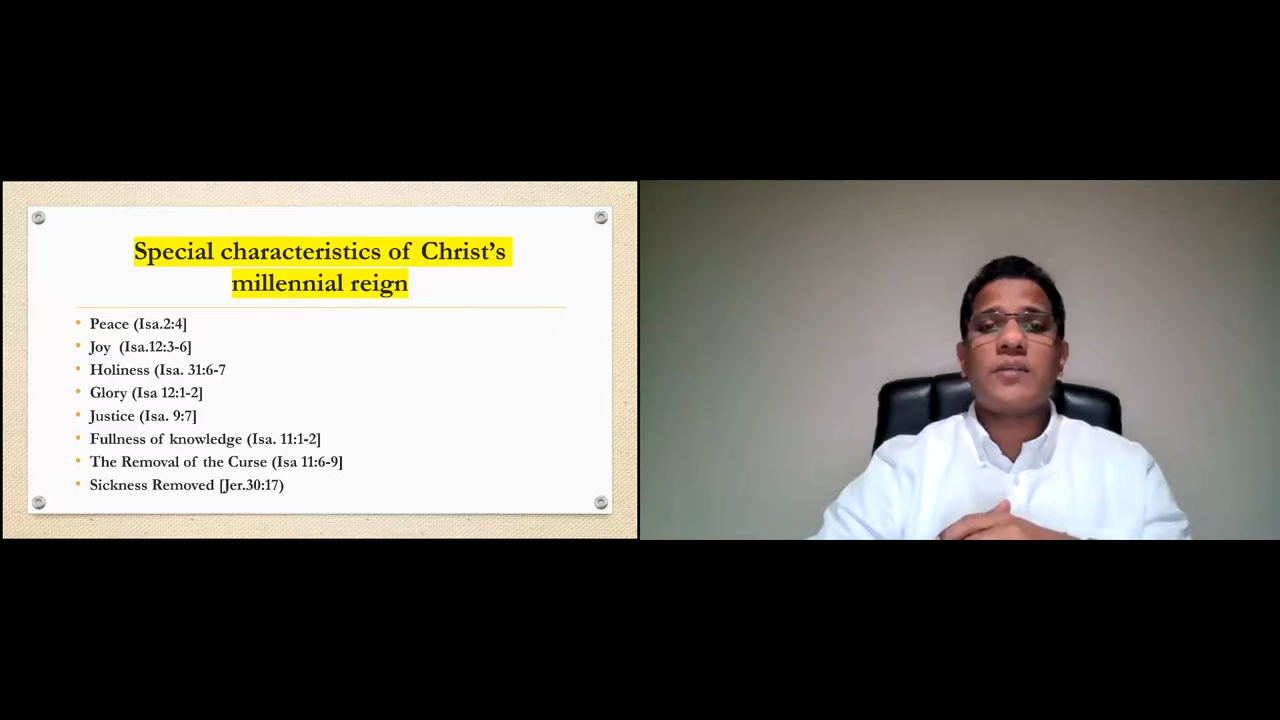 Special characteristics of Christ’s
millennial reign
• Peace (Isa.2:4]
• Joy (Isa.12:3-6]
• Holiness (Isa. 31:6-7
• Glory (Isa 12:1-2]
• Justice (Isa. 9:7]
• Fullness of knowledge (Isa. 11:1-2]
• The Removal of the Curse (Isa 11:6-9]
• Sickness Removed [Jer.30:17)